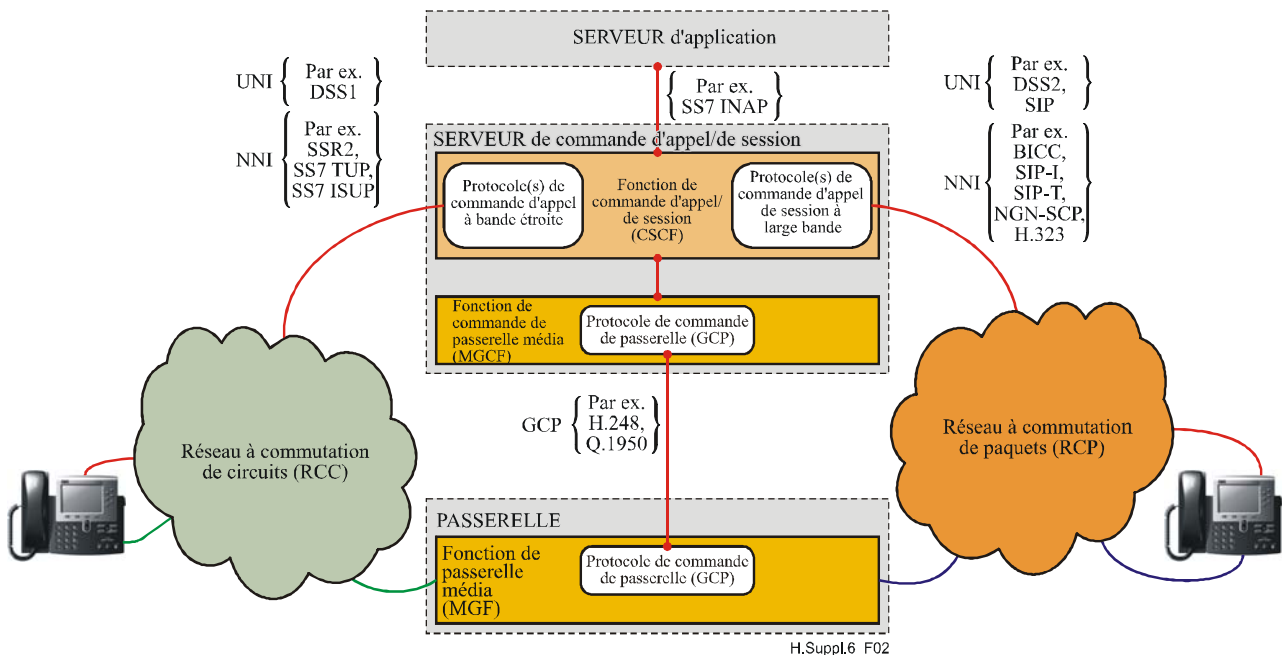 SERVEUR d'application
UNI
Par ex.
DSS1
NNI
Par ex.
SSR2,
SS7 TUP,
SS7 ISUP
Par ex.
SS7 INAP
UNI
Par ex.
DSS2,
SIP
NNI
Par ex.
BICC,
SIP-I,
SIP-T,
NGN-SCP,
H.323
SERVEUR de commande d'appel/de session
Protocole(s) de
commande d'appel
à bande étroite
Fonction de
commande d'appel/
de session
(CSCF)
Protocole(s) de
commande d'appel
de session à
large bande
Fonction de
commande de
passerelle média
(MGCF)
Protocole de commande
de passerelle (GCP)
GCP
Par ex.
H.248,
Q.1950
Réseau à commutation
de circuits (RCC)
Réseau à commutation
de paquets (RCP)
PASSERELLE
Fonction de
passerelle
média
(MGF)
Protocole de commande
de passerelle (GCP)
H.Suppl.6_F02